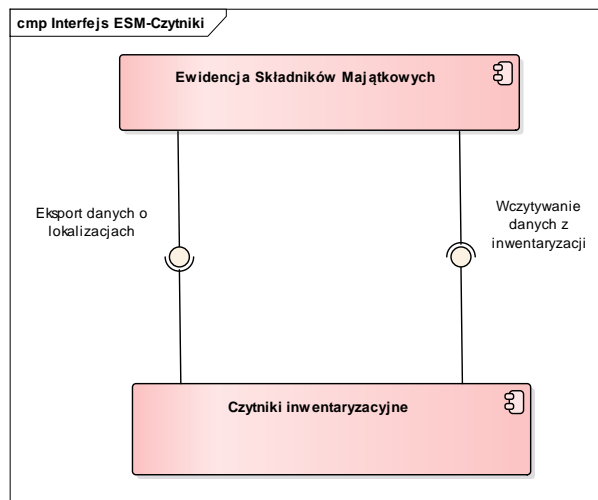 cmp Interfejs ESM-Czytniki
Ewidencja Składników Majątkowych
Eksport danych o
lokalizacjach
Wczytywanie
danych z
inwentaryzacji
Czytniki inwentaryzacyjne